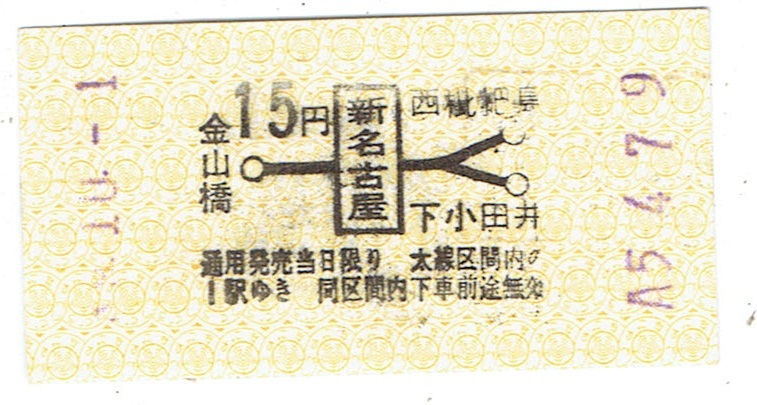 15円
金山橋
新名古屋
西枇杷島
下小田井
通用発売当日限り 太線区間内の
1駅ゆき 同区間内下車前途無効
A5479
10.-1